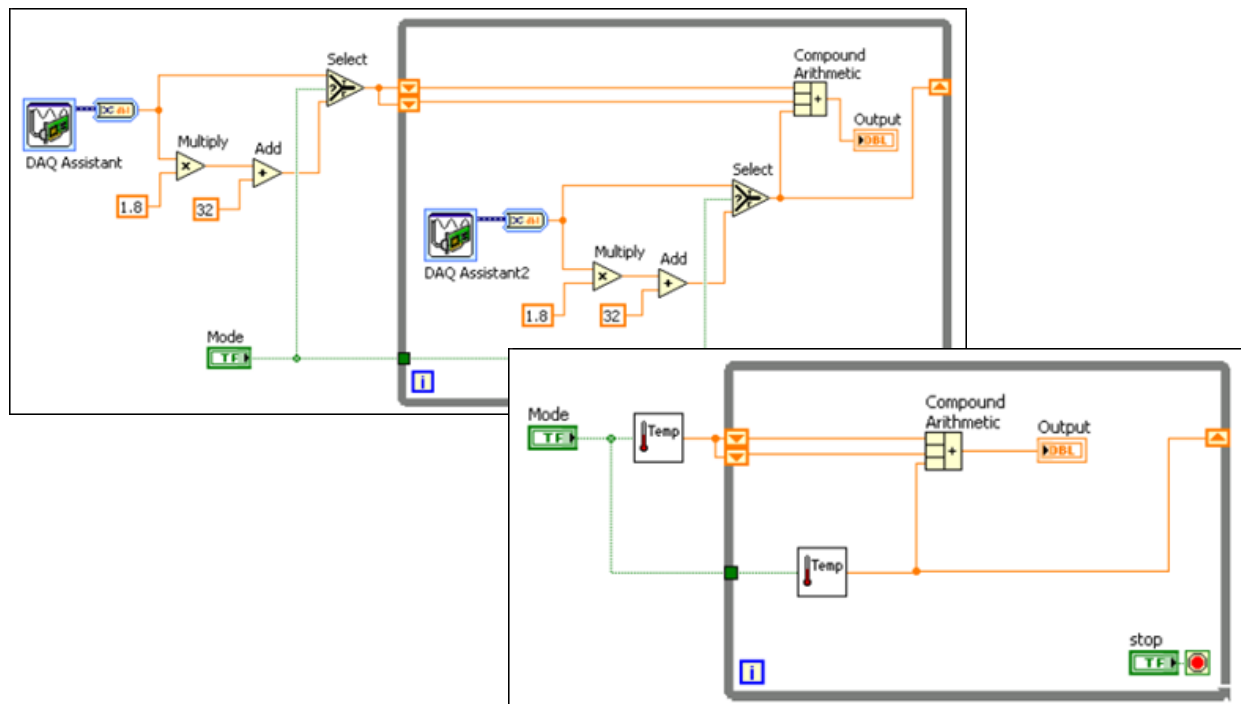 Select
DAQ Assistant
Multiply
Add
1.8
32
Mode
TF
Compound
Arithmetic
Output
DBL
Select
DAQ Assistant2
Multiply
Add
1.8
32
i
Mode
TF
Temp
Compound
Arithmetic
Output
DBL
Temp
stop
TF
i